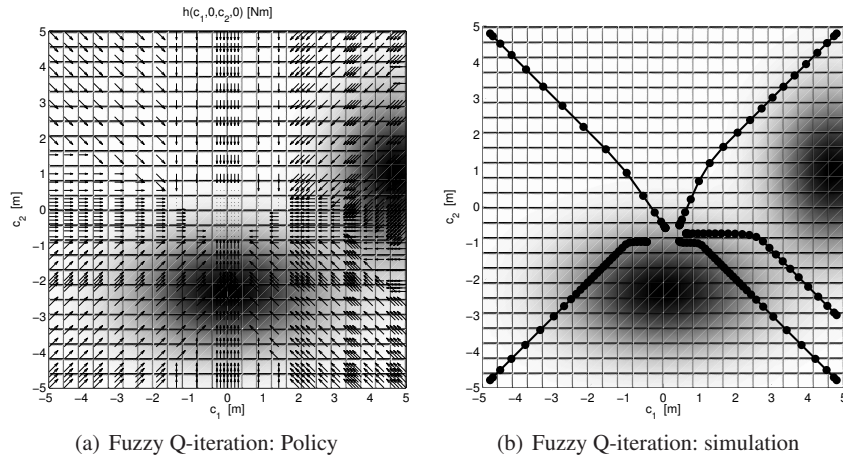 h(c1,0,c2,0) [Nm]
5
4
3
2
1
0
−1
−2
−3
−4
−5
c2 [m]
−5 −4 −3 −2 −1 0 1 2 3 4 5
c1 [m]
(a) Fuzzy Q-iteration: Policy
5
4
3
2
1
0
−1
−2
−3
−4
−5
c2 [m]
−5 −4 −3 −2 −1 0 1 2 3 4 5
c1 [m]
(b) Fuzzy Q-iteration: simulation